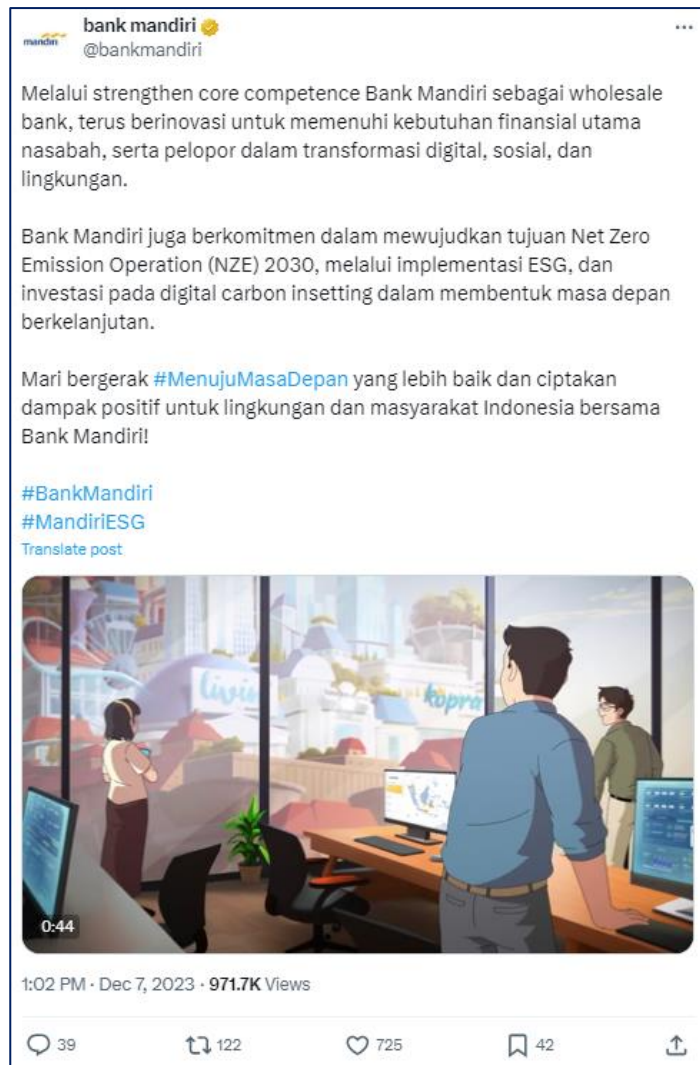 bank mandiri
mandiri
@bankmandiri
Melalui strengthen core competence Bank Mandiri sebagai wholesale
bank, terus berinovasi untuk memenuhi kebutuhan finansial utama
nasabah, serta pelopor dalam transformasi digital, sosial, dan
lingkungan.
Bank Mandiri juga berkomitmen dalam mewujudkan tujuan Net Zero
Emission Operation (NZE) 2030, melalui implementasi ESG, dan
investasi pada digital carbon insetting dalam membentuk masa depan
berkelanjutan.
Mari bergerak #MenujuMasaDepan yang lebih baik dan ciptakan
dampak positif untuk lingkungan dan masyarakat Indonesia bersama
Bank Mandiri!
#BankMandiri
#MandiriESG
Translate post
livin
kopra
0:44
1:02 PM · Dec 7, 2023 · 971.7K Views
39 122 725 42